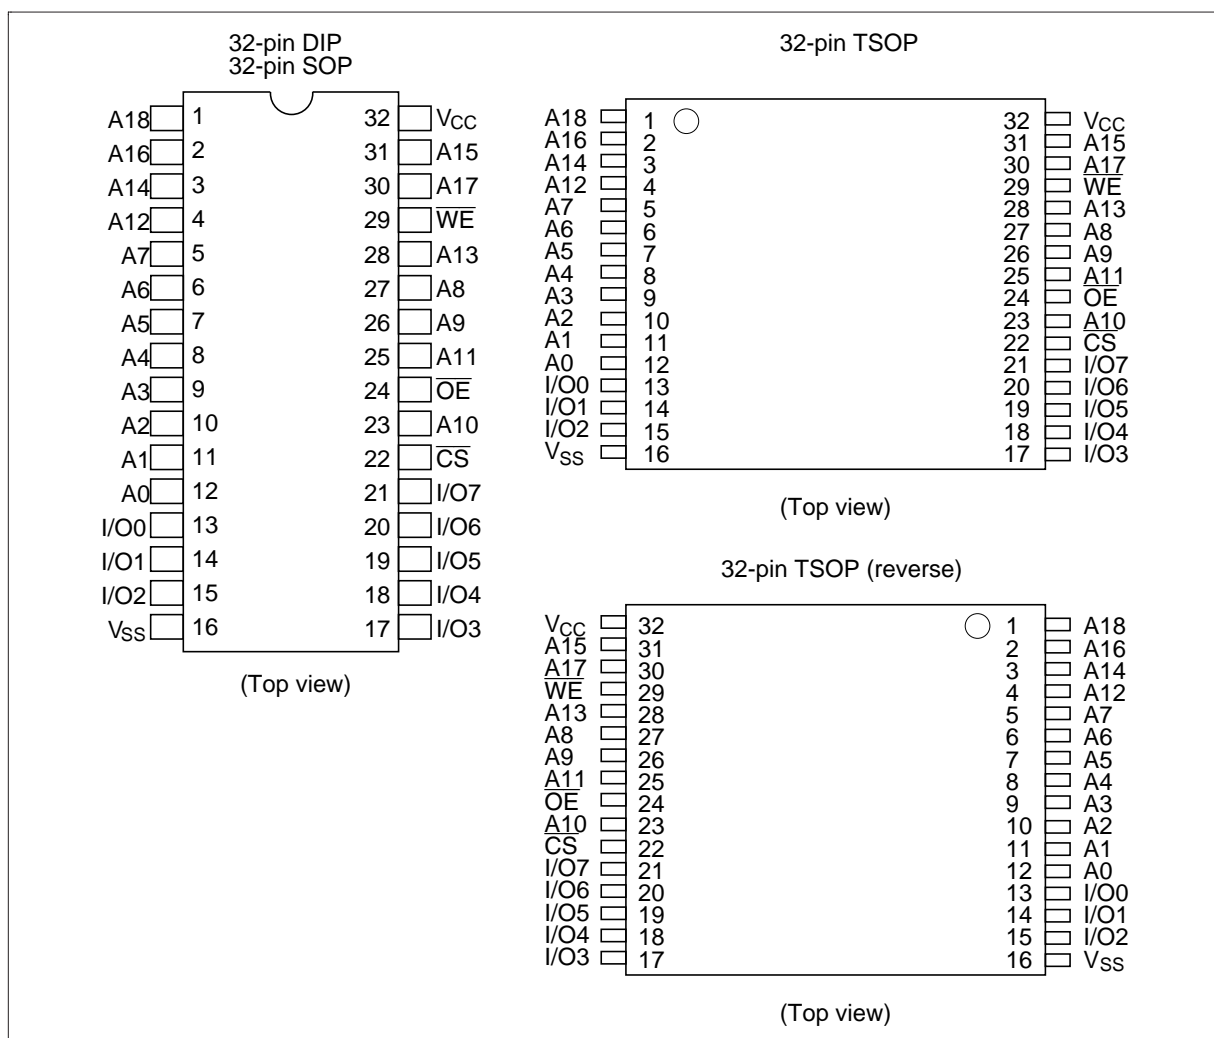 32-pin DIP
32-pin SOP
A18 1 32 VCC
A16 2 31 A15
A14 3 30 A17
A12 4 29 W̅E̅
A7 5 28 A13
A6 6 27 A8
A5 7 26 A9
A4 8 25 A11
A3 9 24 O̅E̅
A2 10 23 A10
A1 11 22 C̅S̅
A0 12 21 I/O7
I/O0 13 20 I/O6
I/O1 14 19 I/O5
I/O2 15 18 I/O4
VSS 16 17 I/O3
(Top view)
32-pin TSOP
A18 1 32 VCC
A16 2 31 A15
A14 3 30 A17
A12 4 29 W̅E̅
A7 5 28 A13
A6 6 27 A8
A5 7 26 A9
A4 8 25 A11
A3 9 24 O̅E̅
A2 10 23 A10
A1 11 22 C̅S̅
A0 12 21 I/O7
I/O0 13 20 I/O6
I/O1 14 19 I/O5
I/O2 15 18 I/O4
VSS 16 17 I/O3
(Top view)
32-pin TSOP (reverse)
VCC 32 1 A18
A15 31 2 A16
A17 30 3 A14
W̅E̅ 29 4 A12
A13 28 5 A7
A8 27 6 A6
A9 26 7 A5
A11 25 8 A4
O̅E̅ 24 9 A3
A10 23 10 A2
C̅S̅ 22 11 A1
I/O7 21 12 A0
I/O6 20 13 I/O0
I/O5 19 14 I/O1
I/O4 18 15 I/O2
I/O3 17 16 VSS
(Top view)